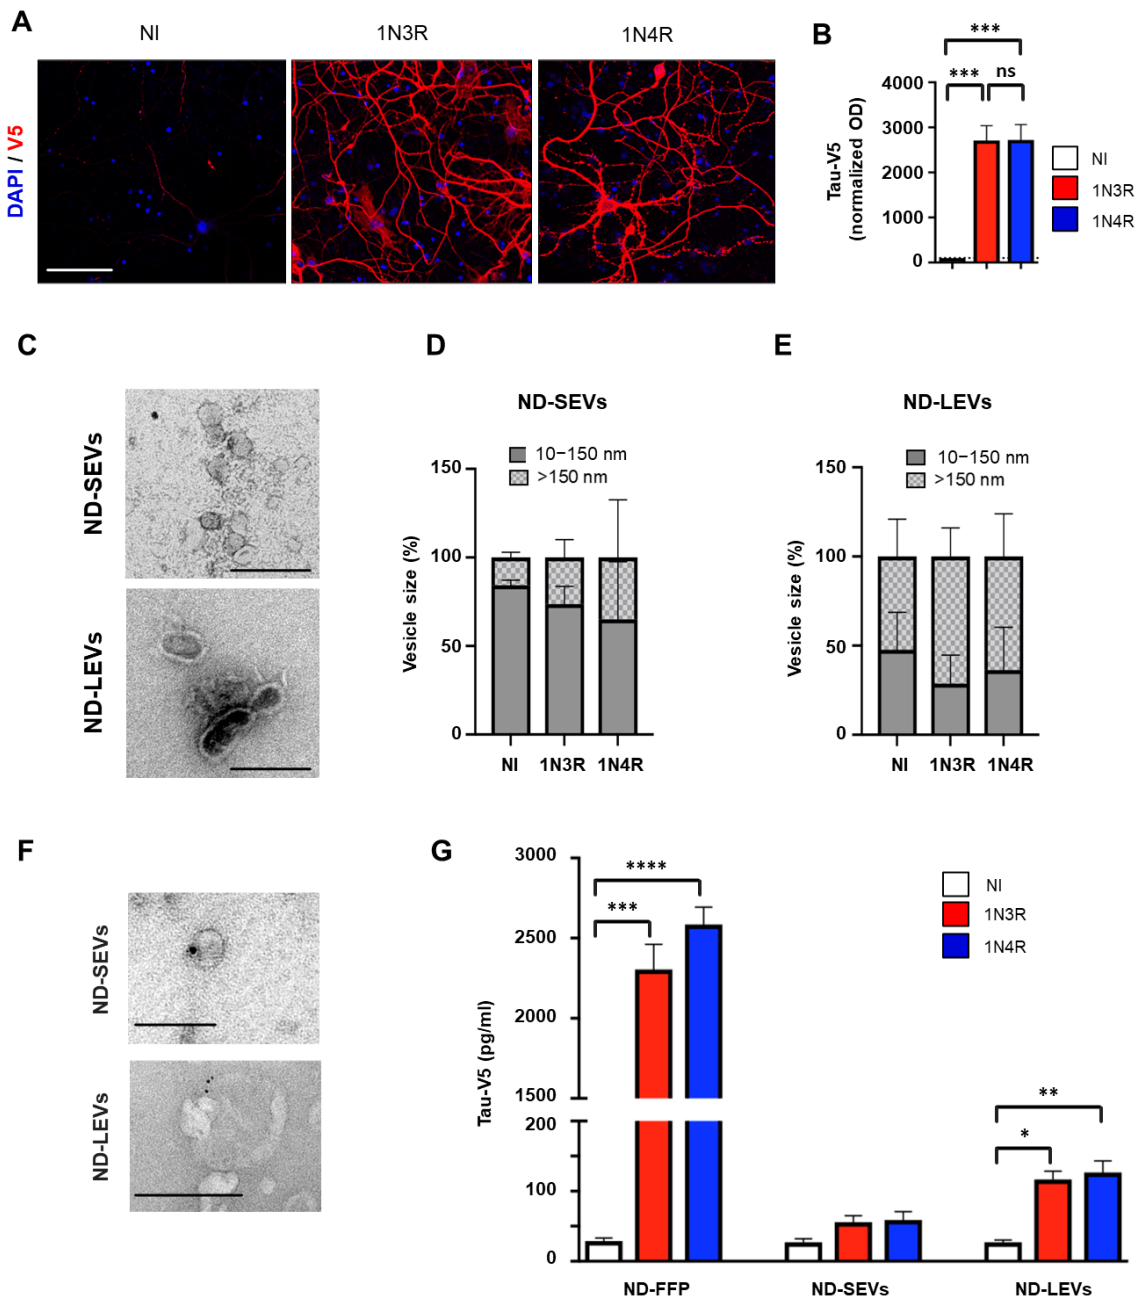 A
NI
1N3R
1N4R
DAPI / V5
B
***
***
ns
Tau-V5
(normalized OD)
4000
3000
2000
1000
0
NI
1N3R
1N4R
C
ND-SEVs
ND-LEVs
D
ND-SEVs
10–150 nm
>150 nm
Vesicle size (%)
150
100
50
0
NI 1N3R 1N4R
E
ND-LEVs
10–150 nm
>150 nm
Vesicle size (%)
150
100
50
0
NI 1N3R 1N4R
F
ND-SEVs
ND-LEVs
G
Tau-V5 (pg/ml)
3000
2500
2000
1500
200
100
0
****
***
**
*
NI
1N3R
1N4R
ND-FFP ND-SEVs ND-LEVs